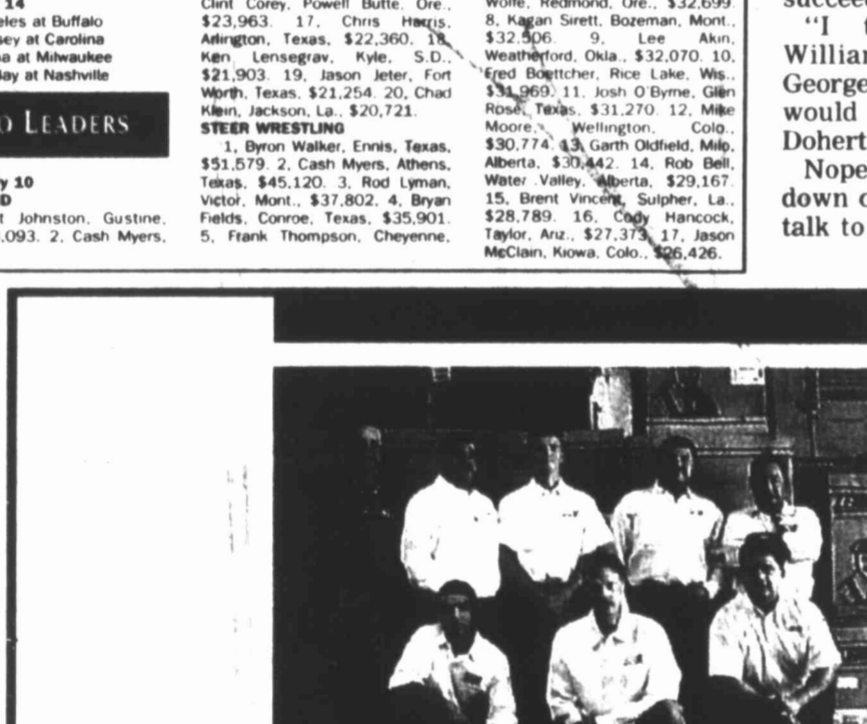 14
eles at Buffalo
sey at Carolina
a at Milwaukee
Bay at Nashville
O LEADERS
y 10
D
t Johnston, Gustine,
,093. 2, Cash Myers,
Clint Corey, Powell Butte, Ore.,
$23,963. 17, Chris Harris,
Arlington, Texas, $22,360. 18,
Ken Lensegrav, Kyle, S.D.,
$21,903. 19, Jason Jeter, Fort
Worth, Texas, $21,254. 20, Chad
Klein, Jackson, La., $20,721.
STEER WRESTLING
1, Byron Walker, Ennis, Texas,
$51,579. 2, Cash Myers, Athens,
Texas, $45,120. 3, Rod Lyman,
Victor, Mont., $37,802. 4, Bryan
Fields, Conroe, Texas, $35,901.
5, Frank Thompson, Cheyenne,
Wolfe, Redmond, Ore., $32,699.
8, Kagan Sirett, Bozeman, Mont.,
$32,506. 9, Lee Akin,
Weatherford, Okla., $32,070. 10,
Fred Boettcher, Rice Lake, Wis.,
$31,969. 11, Josh O'Byrne, Glen
Rose, Texas, $31,270. 12, Mike
Moore, Wellington, Colo.,
$30,774. 13, Garth Oldfield, Milo,
Alberta, $30,442. 14, Rob Bell,
Water Valley, Alberta, $29,167.
15, Brent Vincent, Sulpher, La.,
$28,789. 16, Cody Hancock,
Taylor, Ariz., $27,373. 17, Jason
McClain, Kiowa, Colo., $26,426.
succeed
"I t
William
George
would
Dohert
Nope
down o
talk to